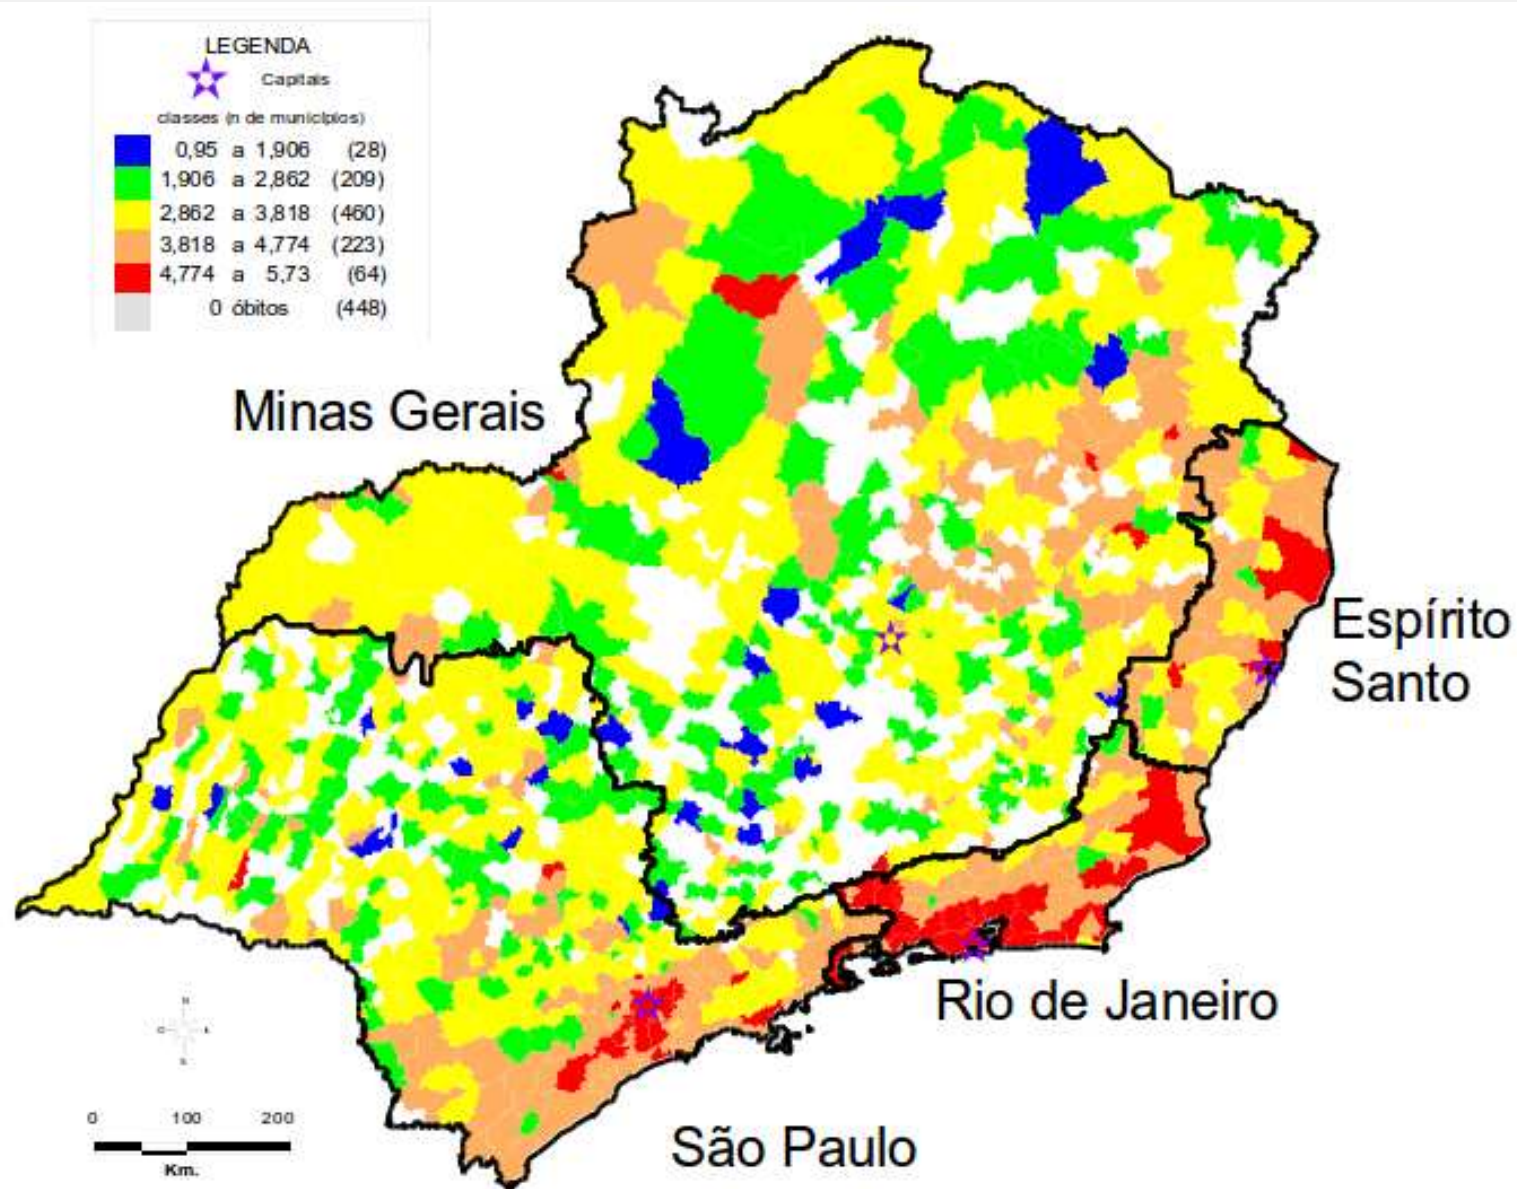 LEGENDA
Capitais
classes (n de municípios)
0,95 a 1,906 (28)
1,906 a 2,862 (209)
2,862 a 3,818 (460)
3,818 a 4,774 (223)
4,774 a 5,73 (64)
0 óbitos (448)
Minas Gerais
Espírito
Santo
Rio de Janeiro
São Paulo
0 100 200
Km.